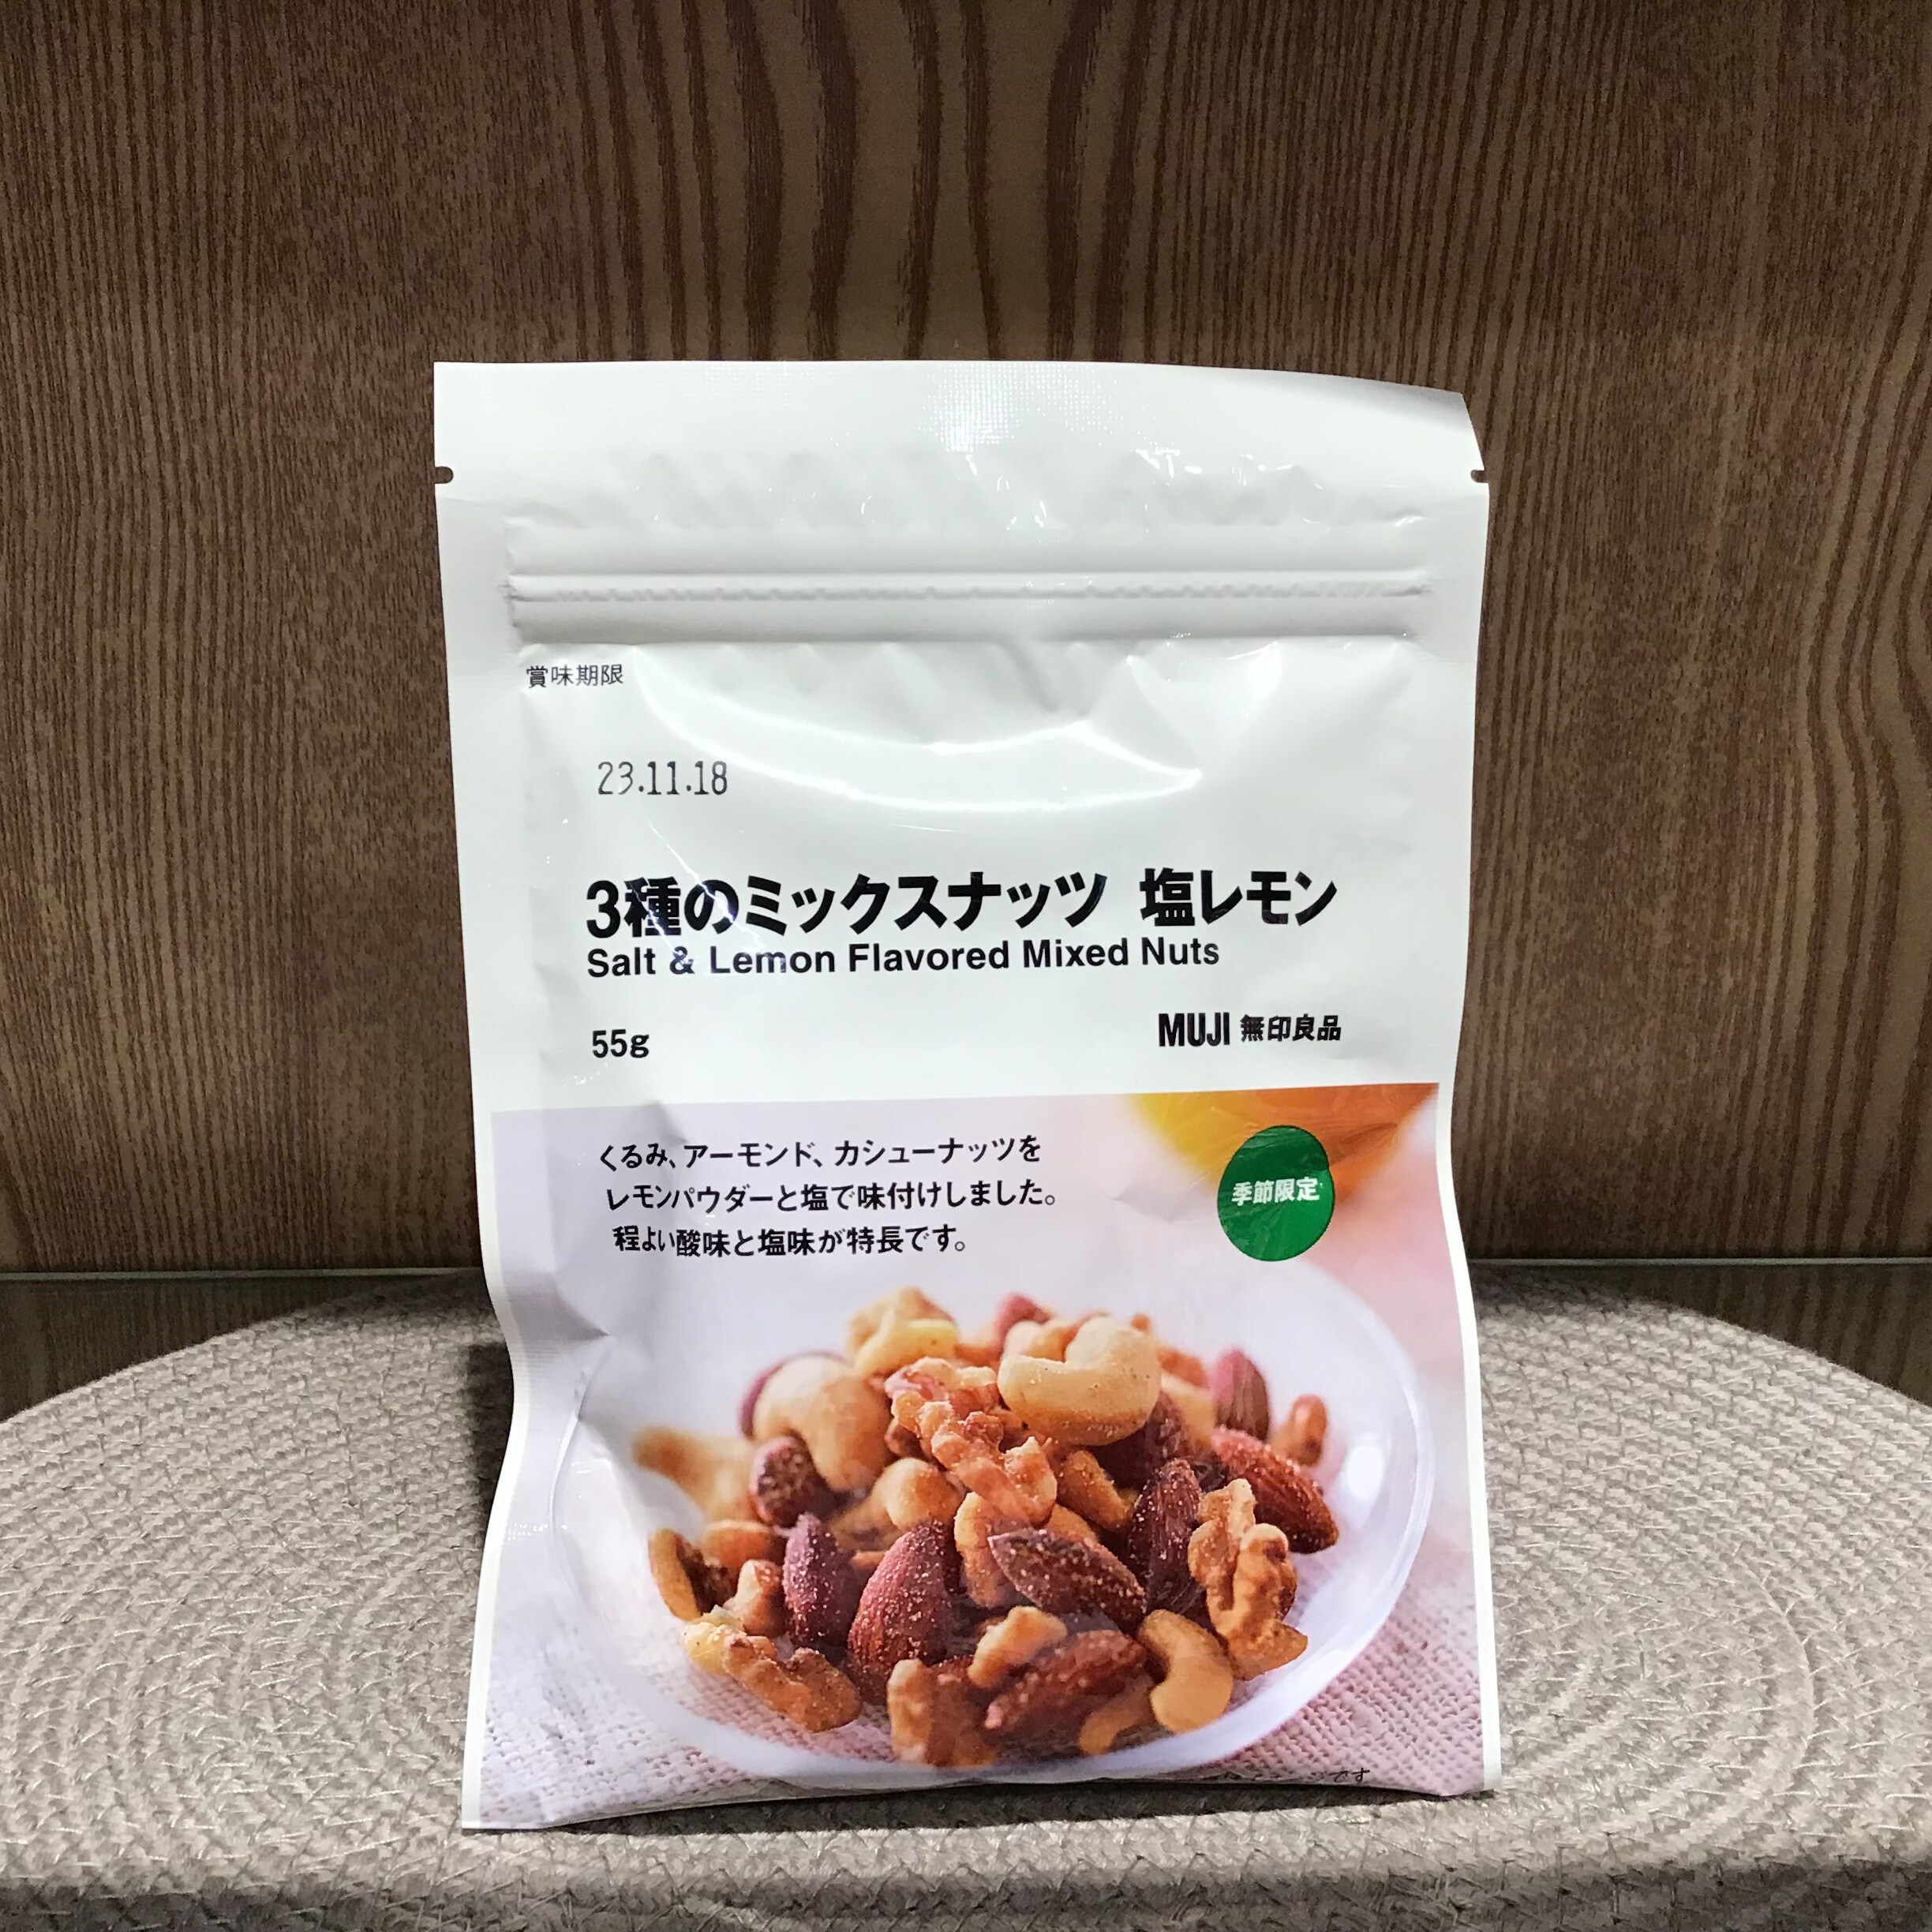 賞味期限
23.11.18
3種のミックスナッツ 塩レモン
Salt & Lemon Flavored Mixed Nuts
55g
MUJI 無印良品
くるみ、アーモンド、カシューナッツを
レモンパウダーと塩で味付けしました。
程よい酸味と塩味が特長です。
季節限定
です